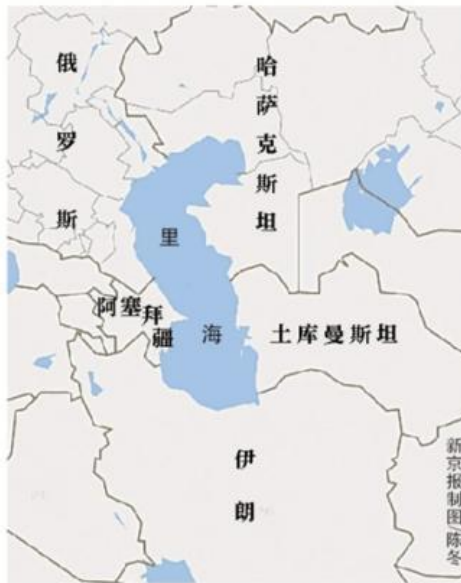 俄罗斯
哈萨克斯坦
里海
阿塞拜疆
土库曼斯坦
伊朗
新京报制图 陈冬